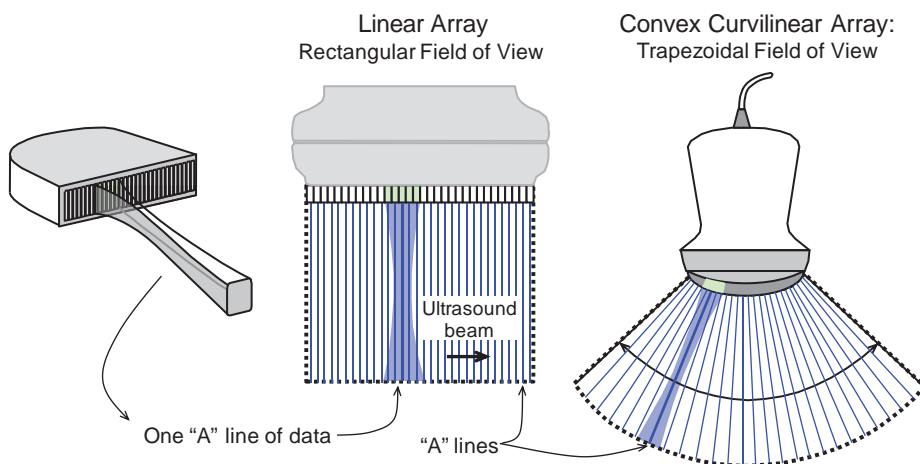 Linear Array
Rectangular Field of View
Convex Curvilinear Array:
Trapezoidal Field of View
Ultrasound
beam
One “A” line of data
“A” lines